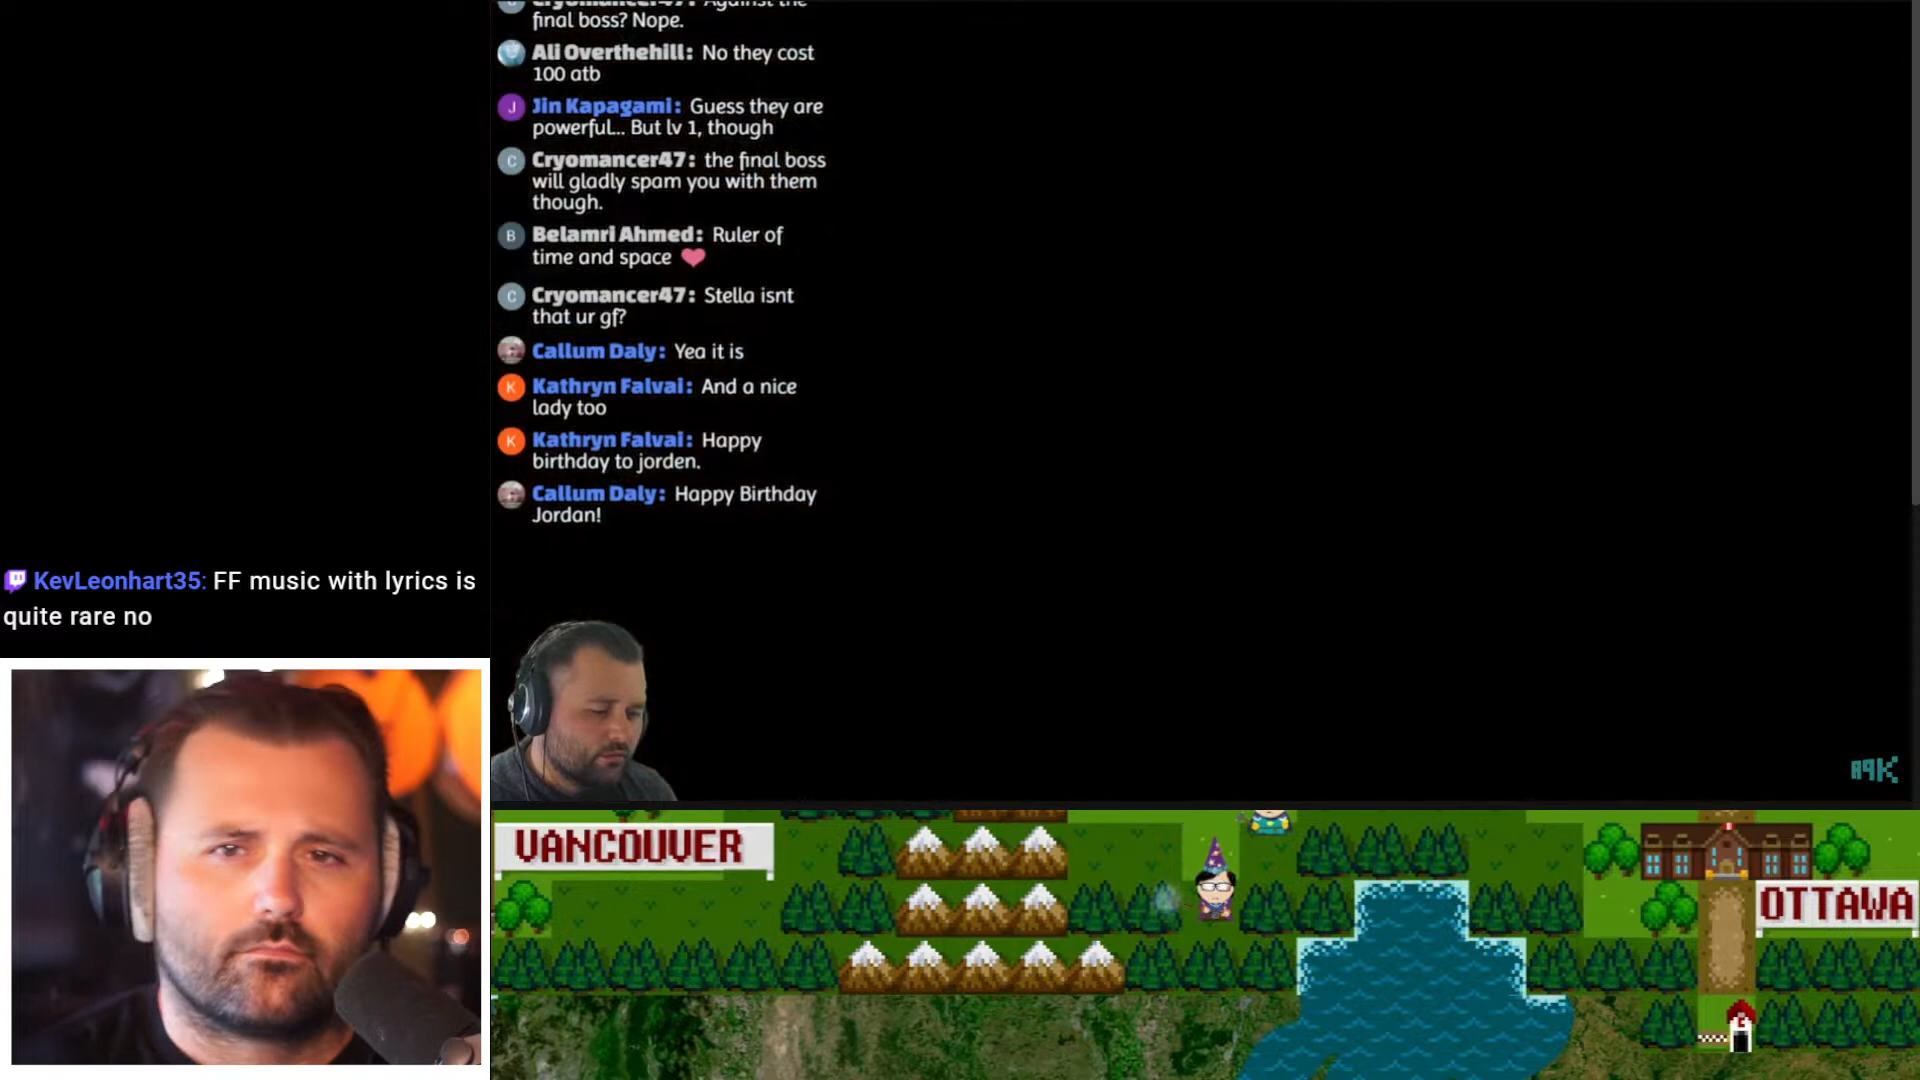 Cryomancer47: Against the
final boss? Nope.
Ali Overthehill: No they cost
100 atb
J Jin Kapagami: Guess they are
powerful... But lv 1, though
C Cryomancer47: the final boss
will gladly spam you with them
though.
B Belamri Ahmed: Ruler of
time and space
C Cryomancer47: Stella isnt
that ur gf?
Callum Daly: Yea it is
K Kathryn Falvai: And a nice
lady too
K Kathryn Falvai: Happy
birthday to jorden.
Callum Daly: Happy Birthday
Jordan!
KevLeonhart35: FF music with lyrics is
quite rare no
A9K
VANCOUVER
OTTAWA